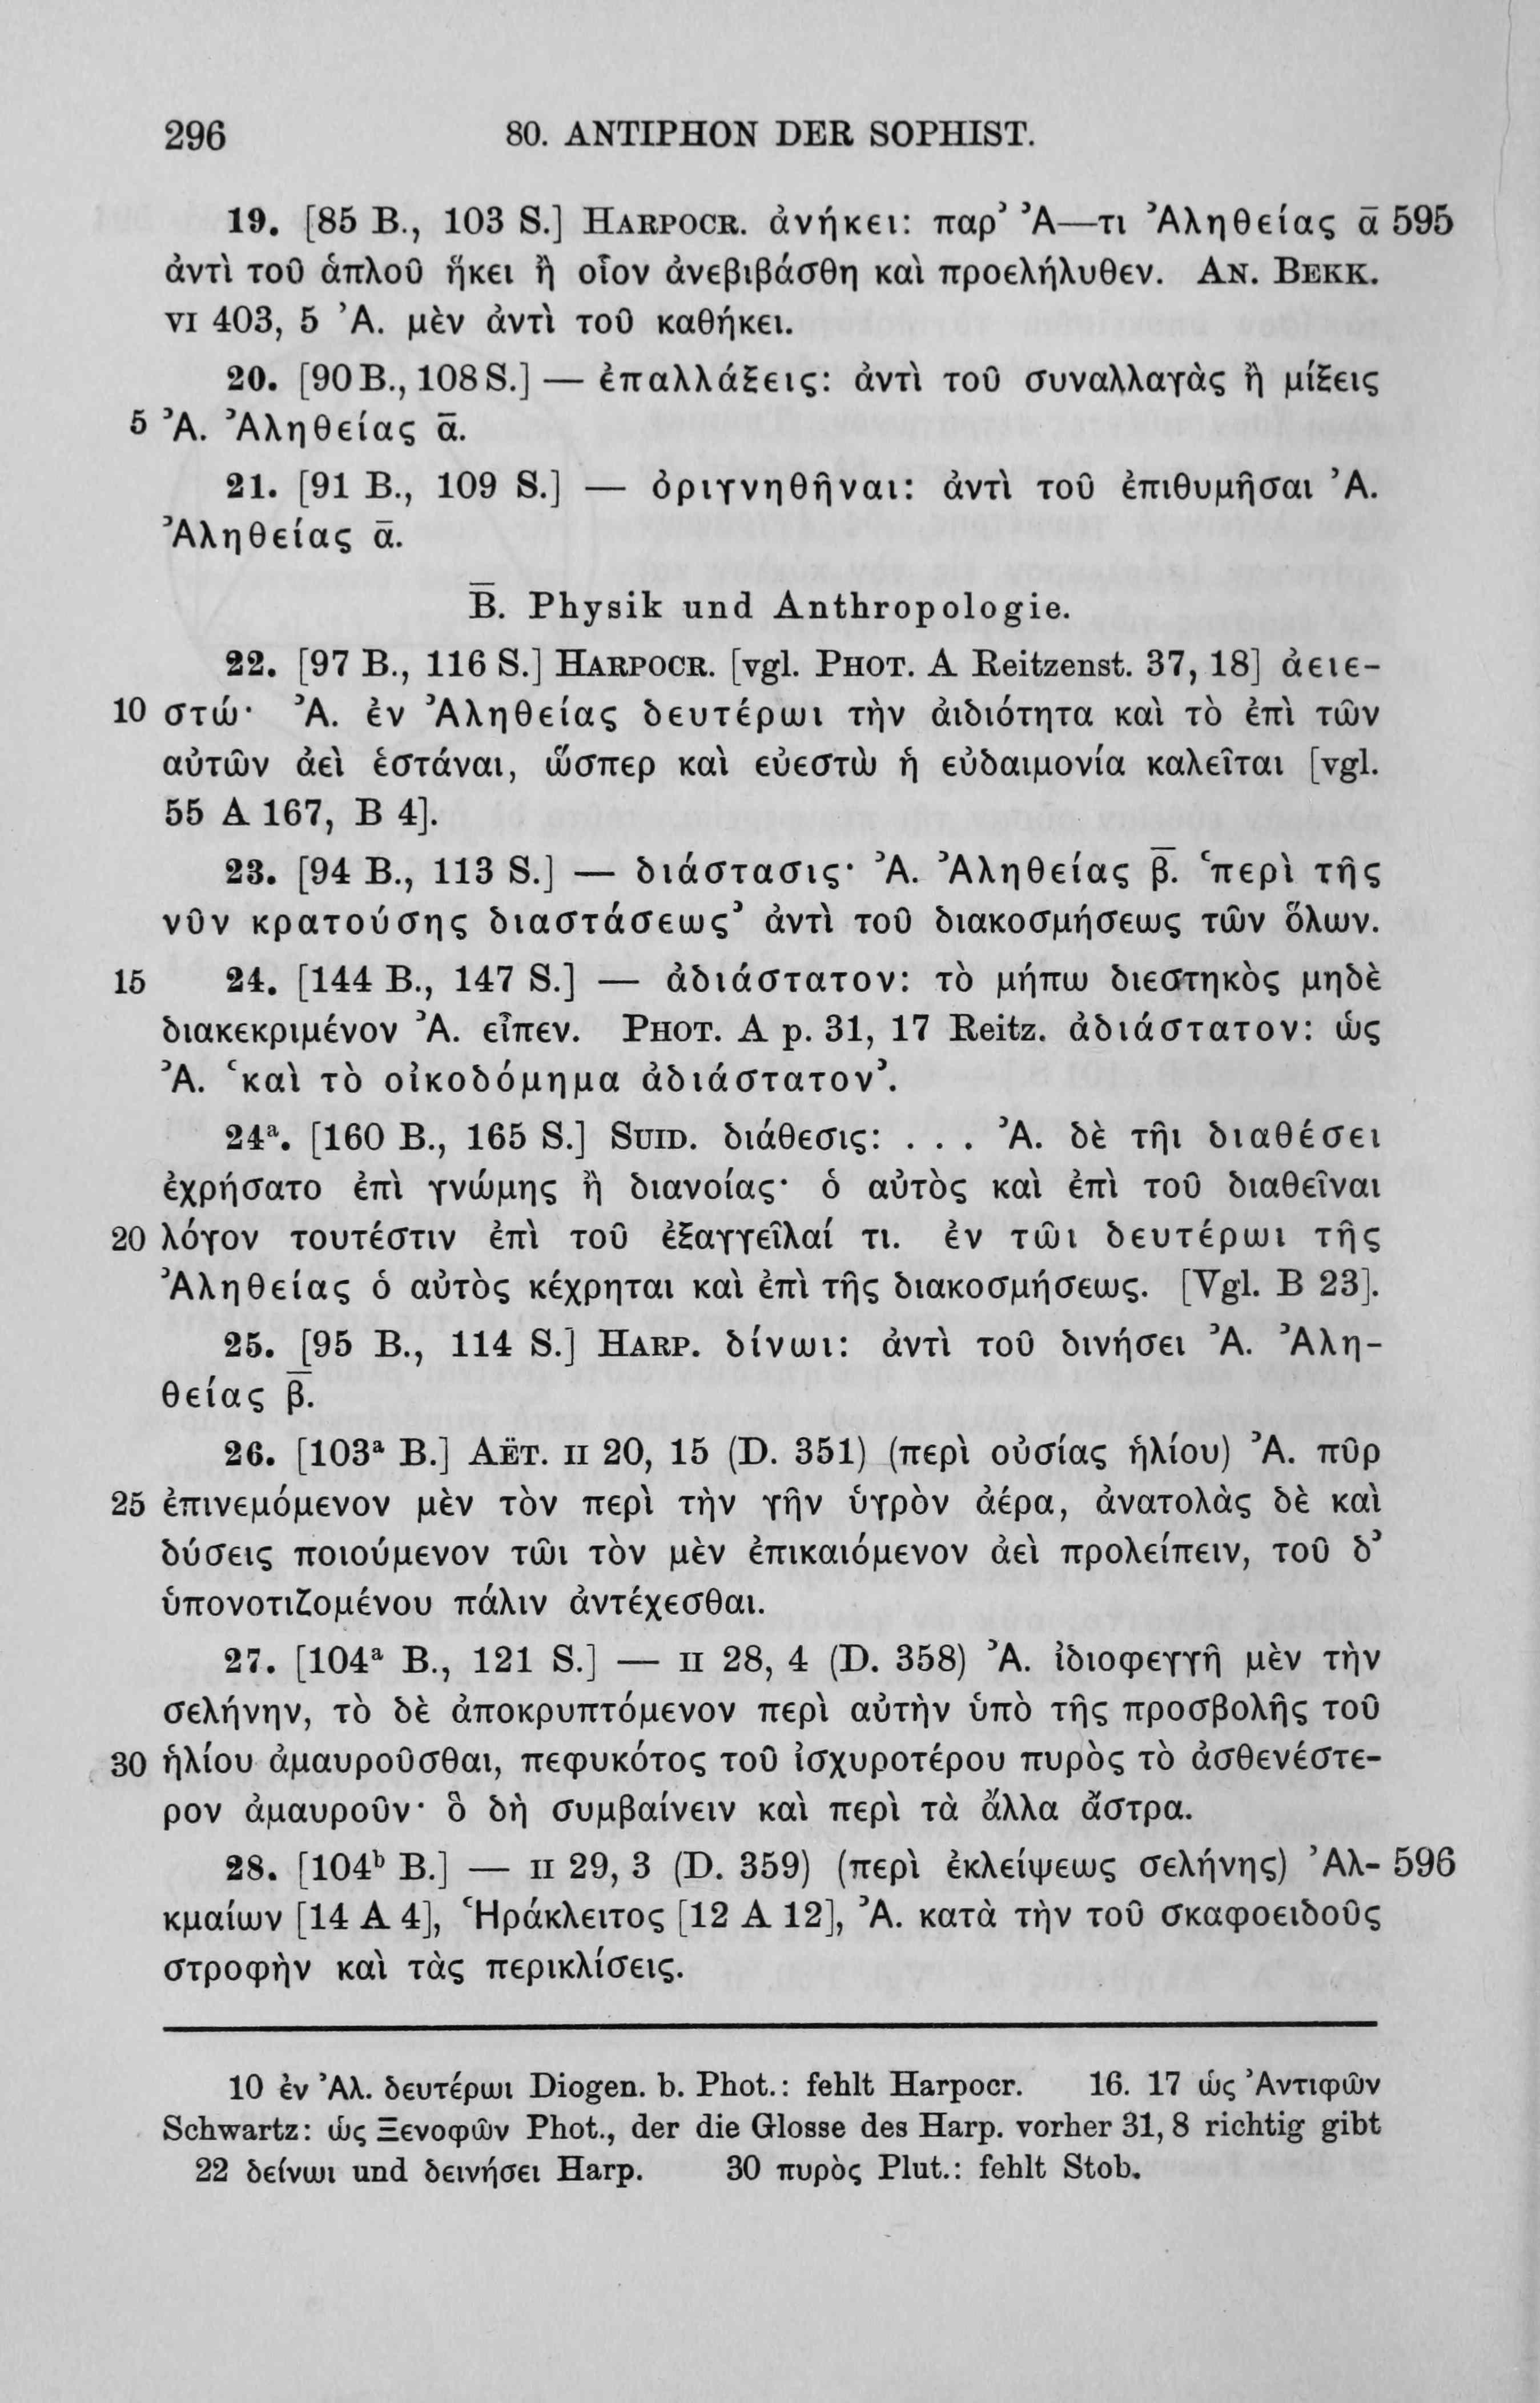 296 80. ANTIPHON DER SOPHIST.
19. [85 B., 103 S.] HARPOCR. ἀνήκει: παρ’ Ἀ—τι Ἀληθείας ᾱ 595
ἀντὶ τοῦ ἁπλοῦ ἥκει ἢ οἷον ἀνεβιβάσθη καὶ προελήλυθεν. AN. BEKK.
VI 403, 5 Ἀ. μὲν ἀντὶ τοῦ καθήκει.
20. [90 B., 108 S.] — ἐπαλλάξεις: ἀντὶ τοῦ συναλλαγὰς ἢ μίξεις
5 Ἀ. Ἀληθείας ᾱ.
21. [91 B., 109 S.] — ὀριγνηθῆναι: ἀντὶ τοῦ ἐπιθυμῆσαι Ἀ.
Ἀληθείας ᾱ.
B̅. Physik und Anthropologie.
22. [97 B., 116 S.] HARPOCR. [vgl. PHOT. A Reitzenst. 37, 18] ἀειε-
10 στώ· Ἀ. ἐν Ἀληθείας δευτέρωι τὴν ἀιδιότητα καὶ τὸ ἐπὶ τῶν
αὐτῶν ἀεὶ ἑστάναι, ὥσπερ καὶ εὐεστὼ ἡ εὐδαιμονία καλεῖται [vgl.
55 A 167, B 4].
23. [94 B., 113 S.] — διάστασις· Ἀ. Ἀληθείας β̅. ‘περὶ τῆς
νῦν κρατούσης διαστάσεως’ ἀντὶ τοῦ διακοσμήσεως τῶν ὅλων.
15 24. [144 B., 147 S.] — ἀδιάστατον: τὸ μήπω διεστηκὸς μηδὲ
διακεκριμένον Ἀ. εἶπεν. PHOT. A p. 31, 17 Reitz. ἀδιάστατον: ὡς
Ἀ. ‘καὶ τὸ οἰκοδόμημα ἀδιάστατον’.
24ᵃ. [160 B., 165 S.] SUID. διάθεσις: . . . Ἀ. δὲ τῆι διαθέσει
ἐχρήσατο ἐπὶ γνώμης ἢ διανοίας· ὁ αὐτὸς καὶ ἐπὶ τοῦ διαθεῖναι
20 λόγον τουτέστιν ἐπὶ τοῦ ἐξαγγεῖλαί τι. ἐν τῶι δευτέρωι τῆς
Ἀληθείας ὁ αὐτὸς κέχρηται καὶ ἐπὶ τῆς διακοσμήσεως. [Vgl. B 23].
25. [95 B., 114 S.] HARP. δίνωι: ἀντὶ τοῦ δινήσει Ἀ. Ἀλη-
θείας β̅.
26. [103ᵃ B.] AËT. II 20, 15 (D. 351) (περὶ οὐσίας ἡλίου) Ἀ. πῦρ
25 ἐπινεμόμενον μὲν τὸν περὶ τὴν γῆν ὑγρὸν ἀέρα, ἀνατολὰς δὲ καὶ
δύσεις ποιούμενον τῶι τὸν μὲν ἐπικαιόμενον ἀεὶ προλείπειν, τοῦ δ’
ὑπονοτιζομένου πάλιν ἀντέχεσθαι.
27. [104ᵃ B., 121 S.] — II 28, 4 (D. 358) Ἀ. ἰδιοφεγγῆ μὲν τὴν
σελήνην, τὸ δὲ ἀποκρυπτόμενον περὶ αὐτὴν ὑπὸ τῆς προσβολῆς τοῦ
30 ἡλίου ἀμαυροῦσθαι, πεφυκότος τοῦ ἰσχυροτέρου πυρὸς τὸ ἀσθενέστε-
ρον ἀμαυροῦν· ὃ δὴ συμβαίνειν καὶ περὶ τὰ ἄλλα ἄστρα.
28. [104ᵇ B.] — II 29, 3 (D. 359) (περὶ ἐκλείψεως σελήνης) Ἀλ- 596
κμαίων [14 A 4], Ἡράκλειτος [12 A 12], Ἀ. κατὰ τὴν τοῦ σκαφοειδοῦς
στροφὴν καὶ τὰς περικλίσεις.
10 ἐν Ἀλ. δευτέρωι Diogen. b. Phot.: fehlt Harpocr. 16. 17 ὡς Ἀντιφῶν
Schwartz: ὡς Ξενοφῶν Phot., der die Glosse des Harp. vorher 31, 8 richtig gibt
22 δείνωι und δεινήσει Harp. 30 πυρὸς Plut.: fehlt Stob.